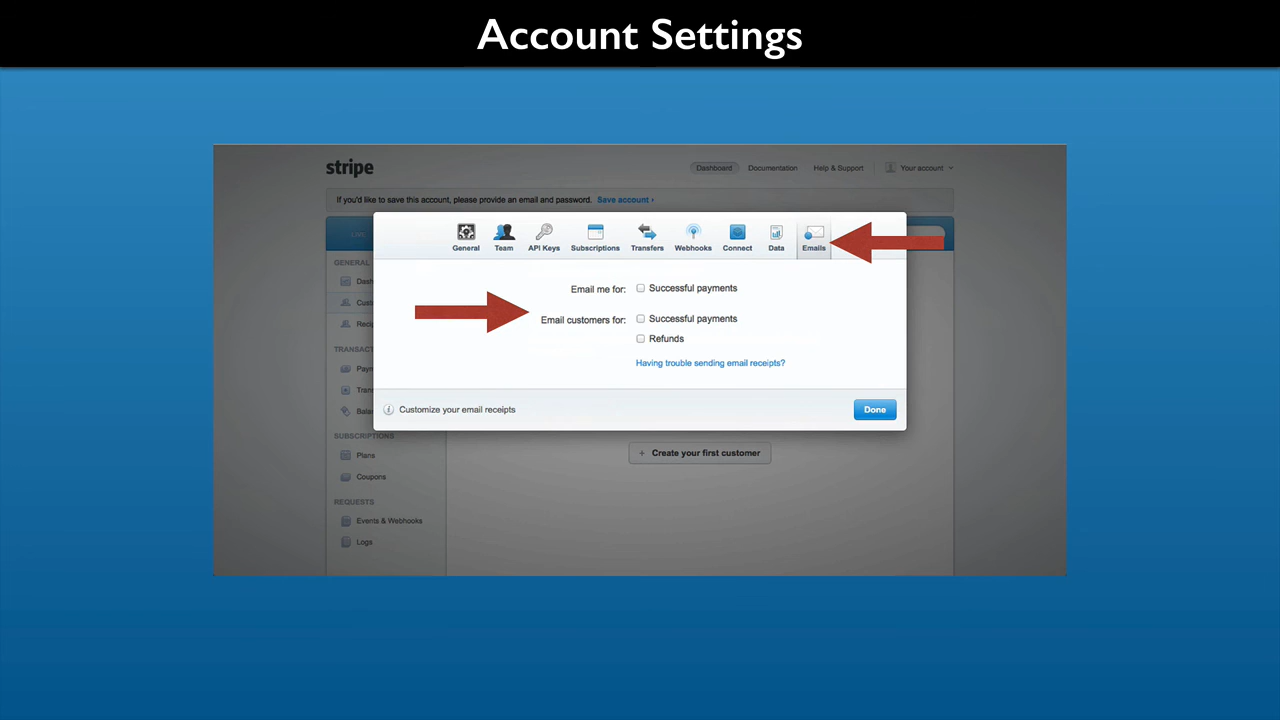 Account Settings
stripe
Dashboard Documentation Help & Support Your account
If you'd like to save this account, please provide an email and password. Save account
LIVE
General Team API Keys Subscriptions Transfers Webhooks Connect Data Emails
GENERAL
Email me for: Successful payments
Email customers for: Successful payments
Refunds
Having trouble sending email receipts?
TRANSACT
Customize your email receipts
Done
SUBSCRIPTIONS
+ Create your first customer
Plans
Coupons
REQUESTS
Events & Webhooks
Logs